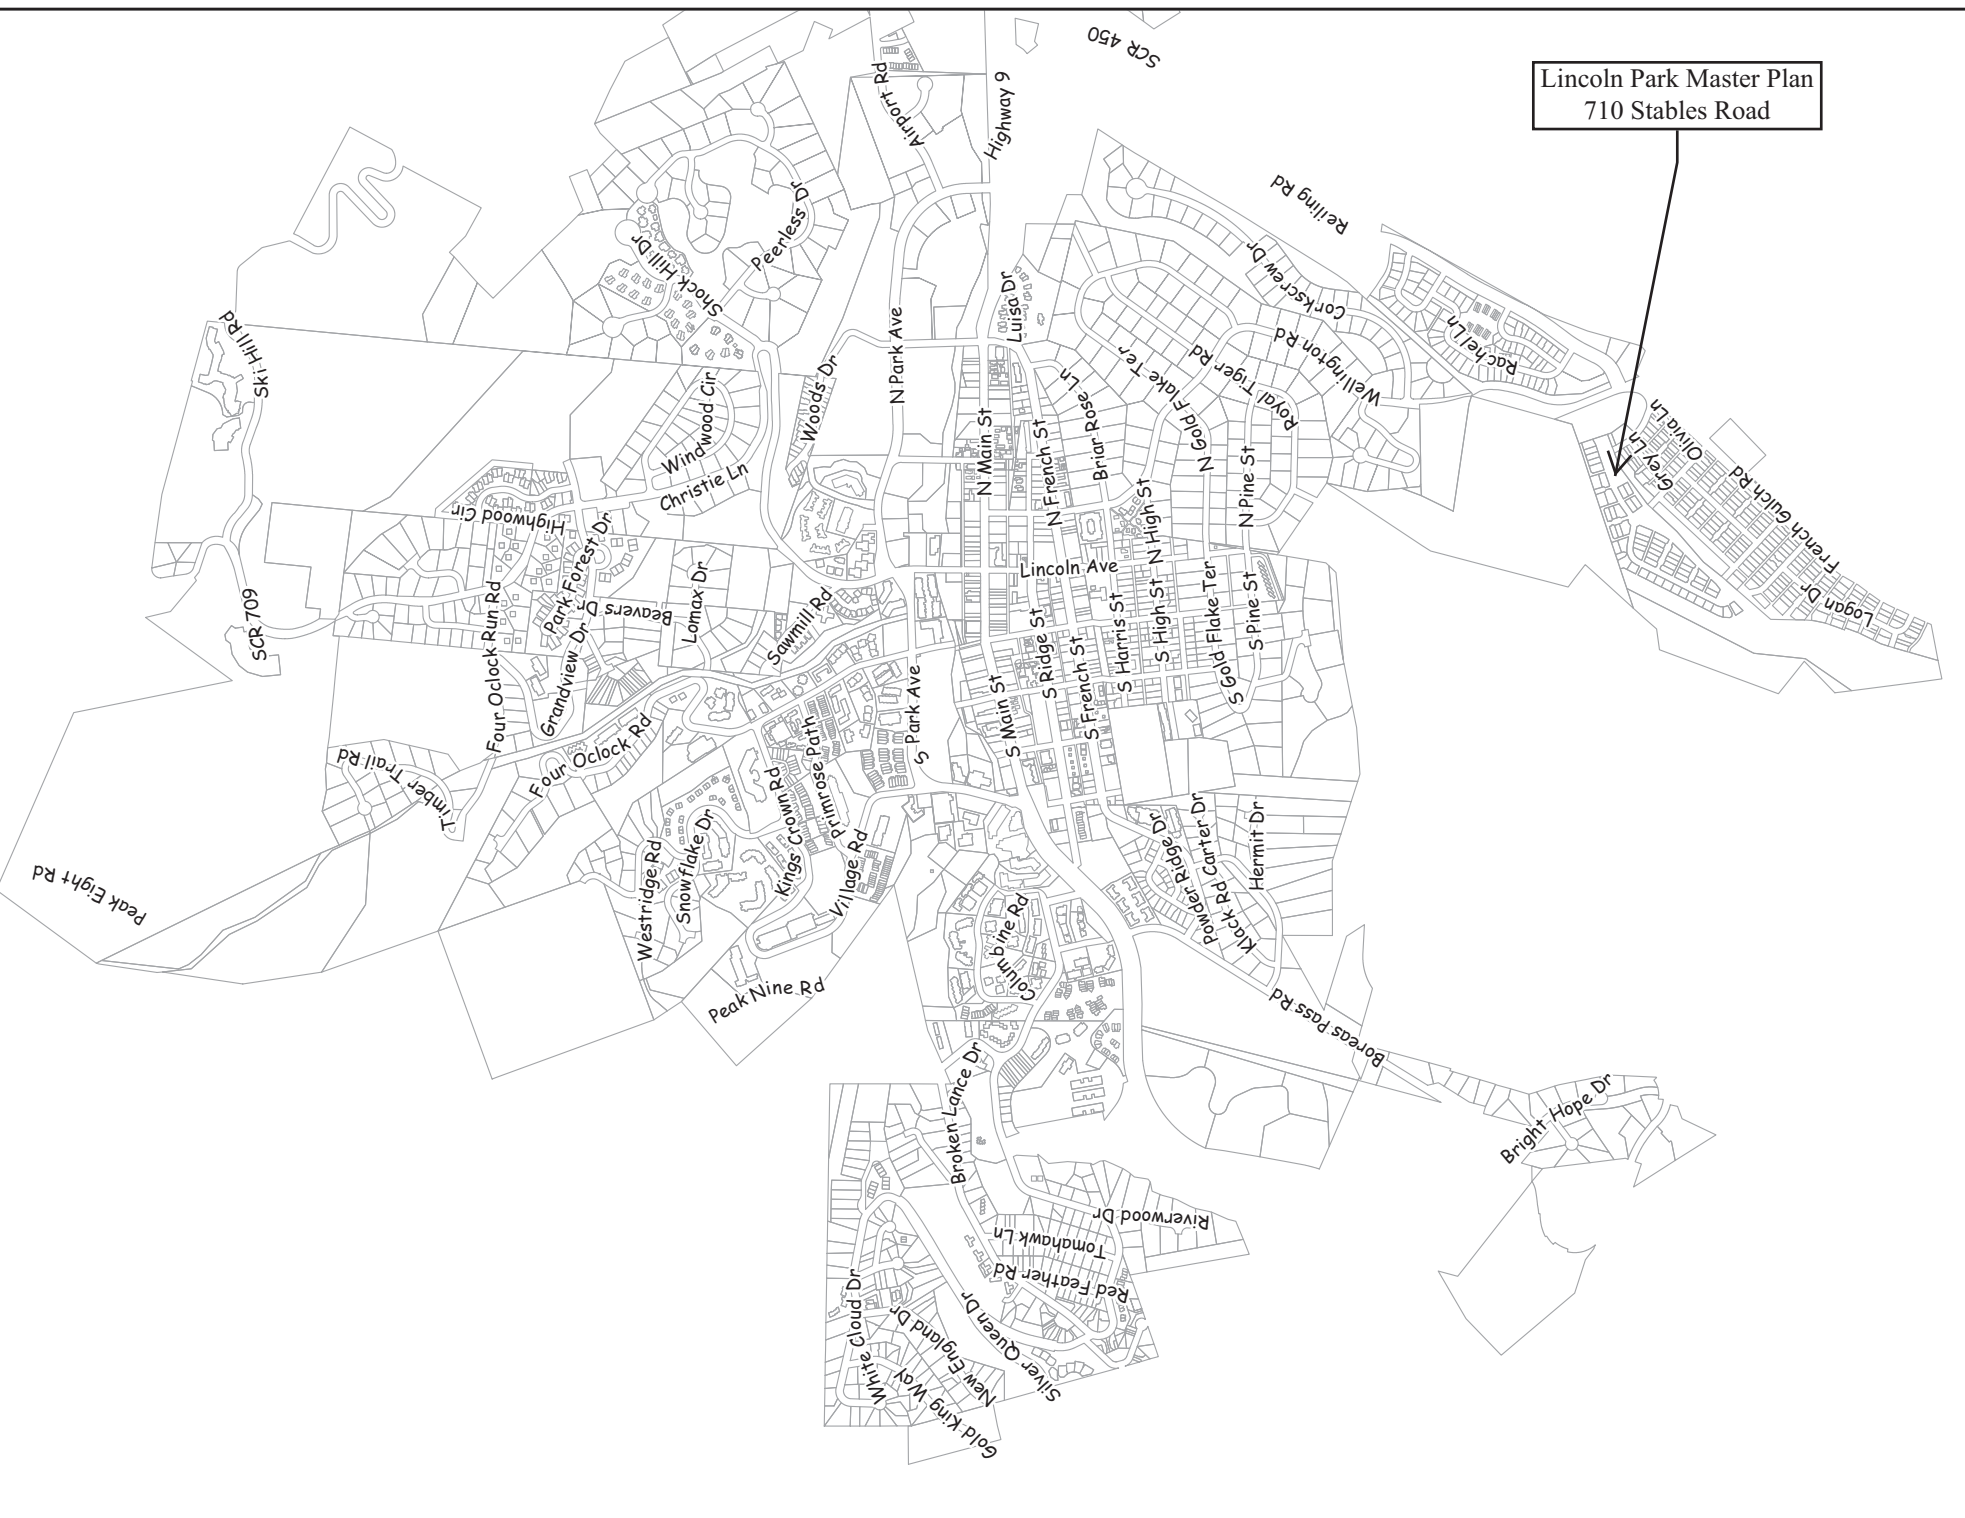 SCR 450
Lincoln Park Master Plan
710 Stables Road
Airport Rd
Highway 9
Reiling Rd
Peerless Dr
Shock Hill Dr
Corkscrew Dr
Luisa Dr
Ski Hill Rd
N Park Ave
Woods Dr
Wellington Rd
Rachel Ln
Royal Tiger Rd
N Gold Flake Ter
Briar Rose Ln
Windwood Cir
Christie Ln
N Main St
N French St
N Pine St
N High St
Grey Ln
Olivia Ln
French Gulch Rd
Logan Dr
Highwood Cir
Park Forest Dr
Lincoln Ave
SCR 709
Four Oclock Run Rd
Beavers Dr
Lomax Dr
Sawmill Rd
Grandview Dr
S Ridge St
S French St
S Harris St
S High St
S Gold Flake Ter
S Pine St
S Main St
S Park Ave
Four Oclock Rd
Timber Trail Rd
Primrose Path
Kings Crown Rd
Village Rd
Snowflake Dr
Westridge Rd
Powder Ridge Dr
Carter Dr
Klack Rd
Hermit Dr
Peak Eight Rd
Columbine Rd
Peak Nine Rd
Boreas Pass Rd
Broken Lance Dr
Bright Hope Dr
Riverwood Dr
Tomahawk Ln
Red Feather Rd
White Cloud Dr
New England Dr
Silver Queen Dr
Gold King Way